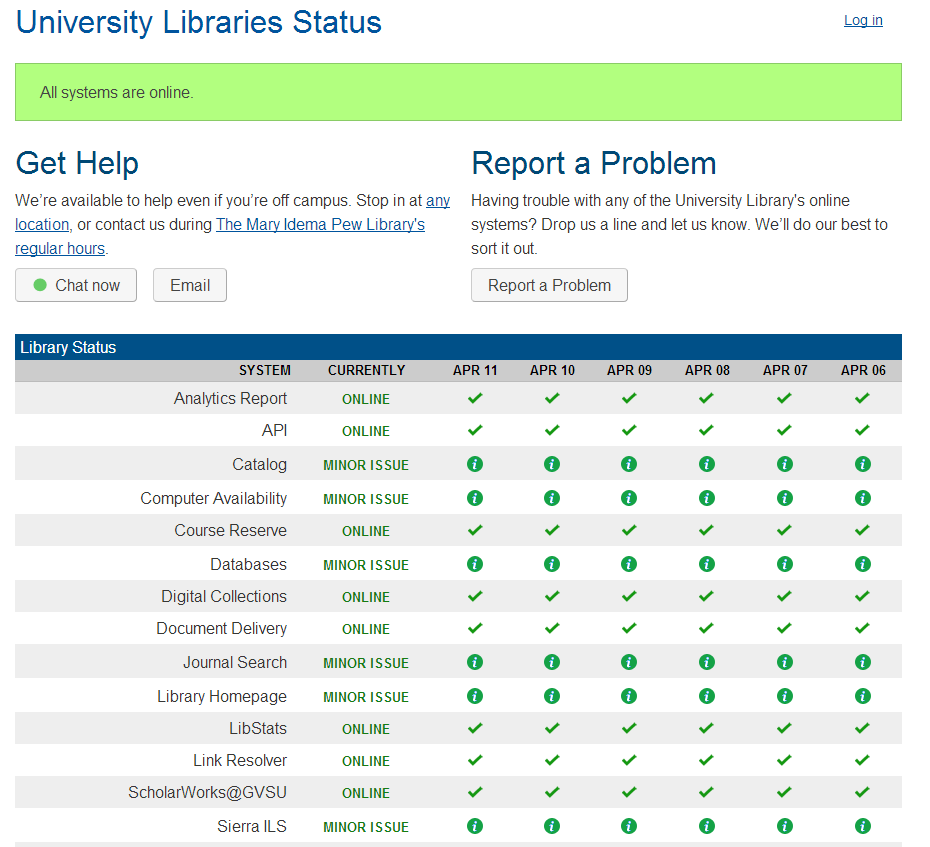 University Libraries Status
Log in
All systems are online.
Get Help
We’re available to help even if you’re off campus. Stop in at any
location, or contact us during The Mary Idema Pew Library's
regular hours.
Chat now
Email
Report a Problem
Having trouble with any of the University Library's online
systems? Drop us a line and let us know. We’ll do our best to
sort it out.
Report a Problem
Library Status
SYSTEM CURRENTLY APR 11 APR 10 APR 09 APR 08 APR 07 APR 06
Analytics Report ONLINE
API ONLINE
Catalog MINOR ISSUE i i i i i i
Computer Availability MINOR ISSUE i i i i i i
Course Reserve ONLINE
Databases MINOR ISSUE i i i i i i
Digital Collections ONLINE
Document Delivery ONLINE
Journal Search MINOR ISSUE i i i i i i
Library Homepage MINOR ISSUE i i i i i i
LibStats ONLINE
Link Resolver ONLINE
ScholarWorks@GVSU ONLINE
Sierra ILS MINOR ISSUE i i i i i i